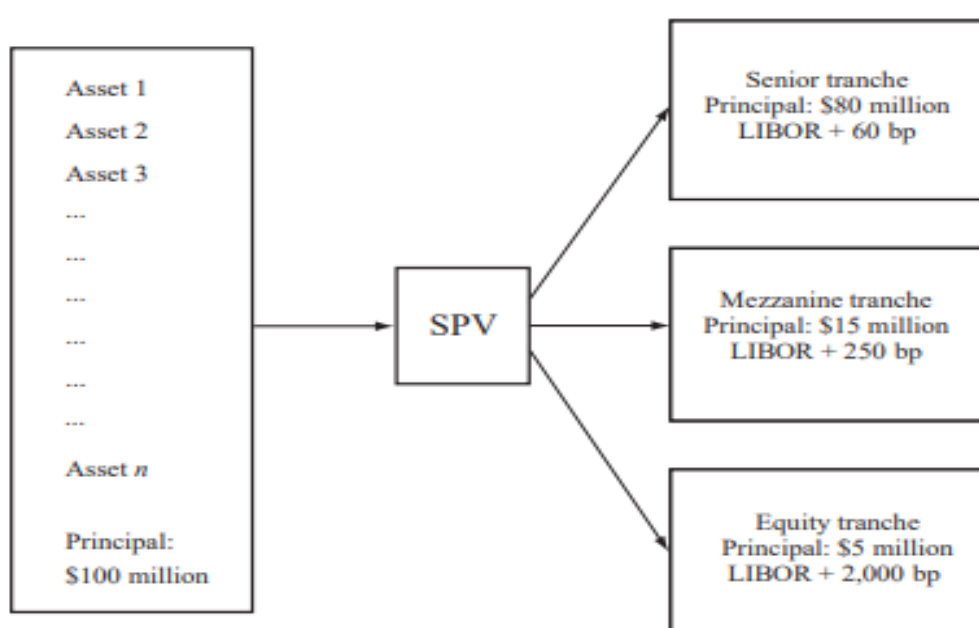 Asset 1
Asset 2
Asset 3
---
---
---
---
---
---
Asset n
Principal:
$100 million
SPV
Senior tranche
Principal: $80 million
LIBOR + 60 bp
Mezzanine tranche
Principal: $15 million
LIBOR + 250 bp
Equity tranche
Principal: $5 million
LIBOR + 2,000 bp